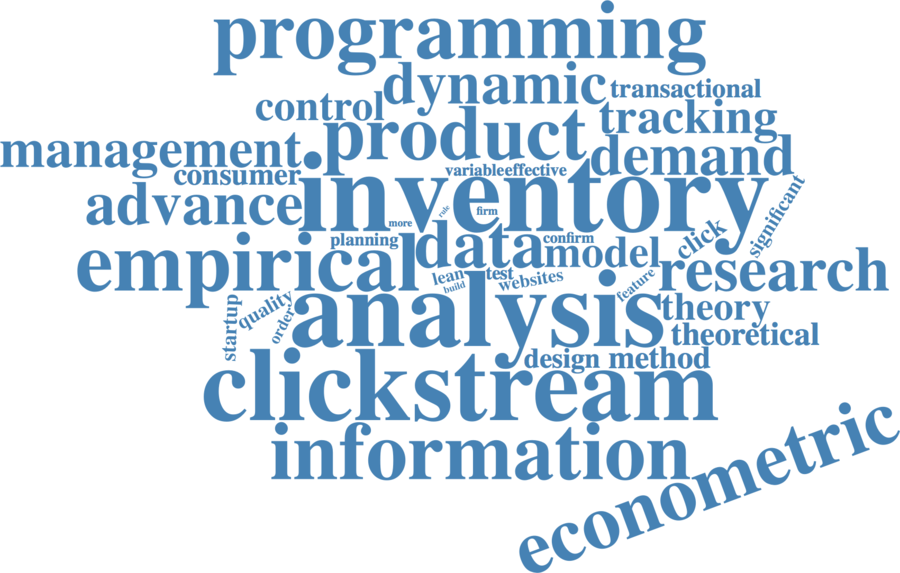 programming
dynamic
transactional
control
product
tracking
management
demand
consumer
variable
effective
inventory
advance
significant
rule
firm
more
planning
data
confirm
click
empirical
model
research
lean
test
build
websites
feature
startup
quality
order
analysis
theory
theoretical
design
method
clickstream
information
econometric